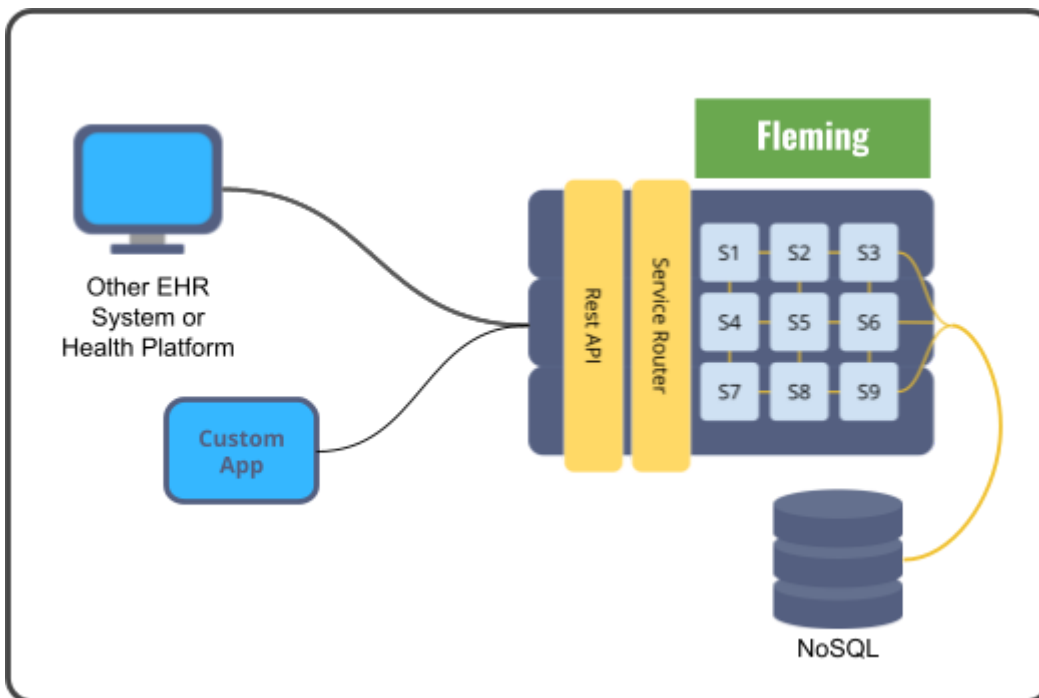 Fleming
Other EHR
System or
Health Platform
Custom
App
Rest API
Service Router
S1
S2
S3
S4
S5
S6
S7
S8
S9
NoSQL